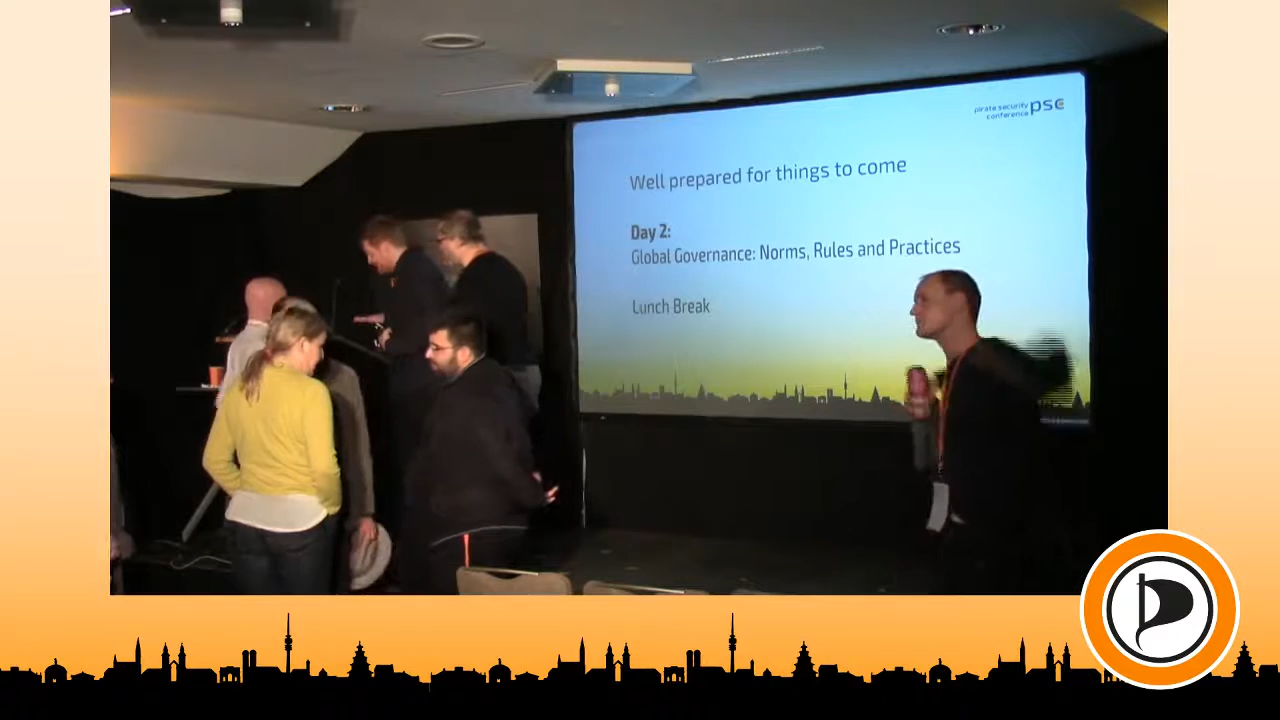 pirate security
conference
psc
Well prepared for things to come
Day 2:
Global Governance: Norms, Rules and Practices
Lunch Break